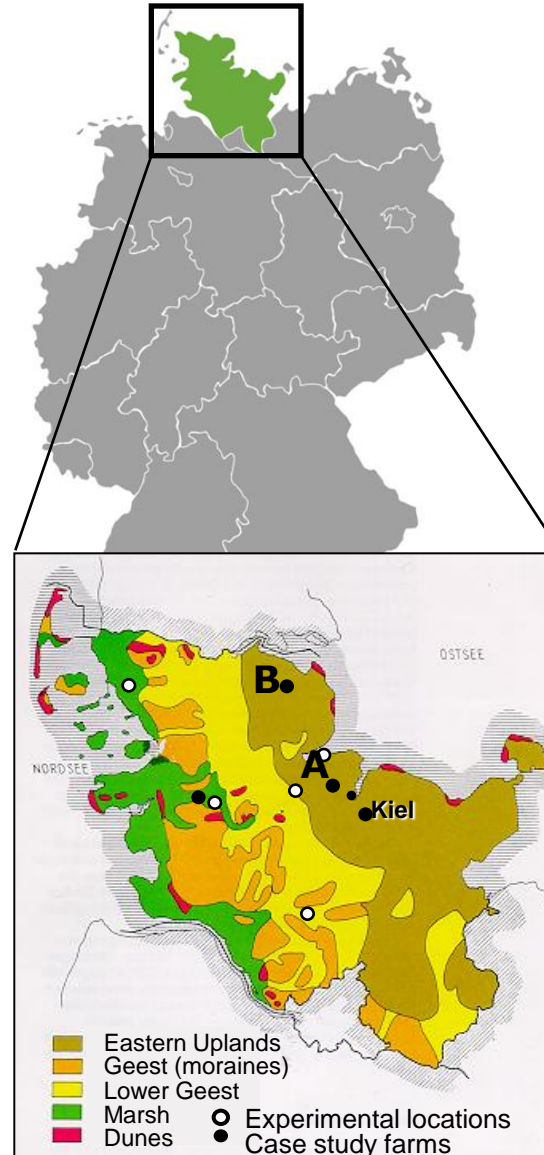 OSTSEE
B
NORDSEE
A
Kiel
Eastern Uplands
Geest (moraines)
Lower Geest
Marsh
Dunes
Experimental locations
Case study farms